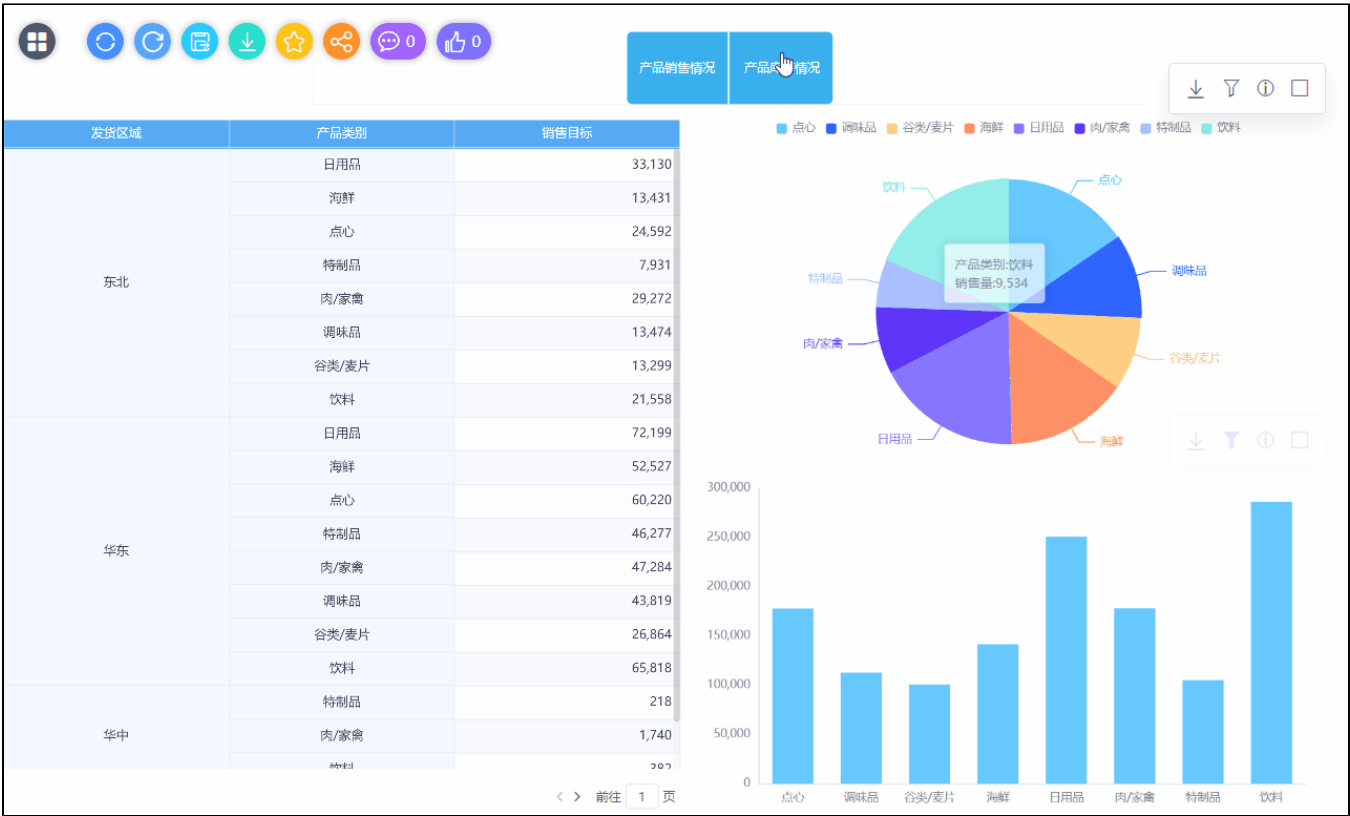 0 0
产品销售情况 产品库 情况
发货区域 产品类别 销售目标
东北
日用品 33,130
海鲜 13,431
点心 24,592
特制品 7,931
肉/家禽 29,272
调味品 13,474
谷类/麦片 13,299
饮料 21,558
华东
日用品 72,199
海鲜 52,527
点心 60,220
特制品 46,277
肉/家禽 47,284
调味品 43,819
谷类/麦片 26,864
饮料 65,818
华中
特制品 218
肉/家禽 1,740
饮料 382
前往 1 页
点心 调味品 谷类/麦片 海鲜 日用品 肉/家禽 特制品 饮料
饮料
点心
特制品
调味品
肉/家禽
谷类/麦片
日用品
海鲜
产品类别:饮料
销售量:9,534
300,000
250,000
200,000
150,000
100,000
50,000
0
点心 调味品 谷类/麦片 海鲜 日用品 肉/家禽 特制品 饮料